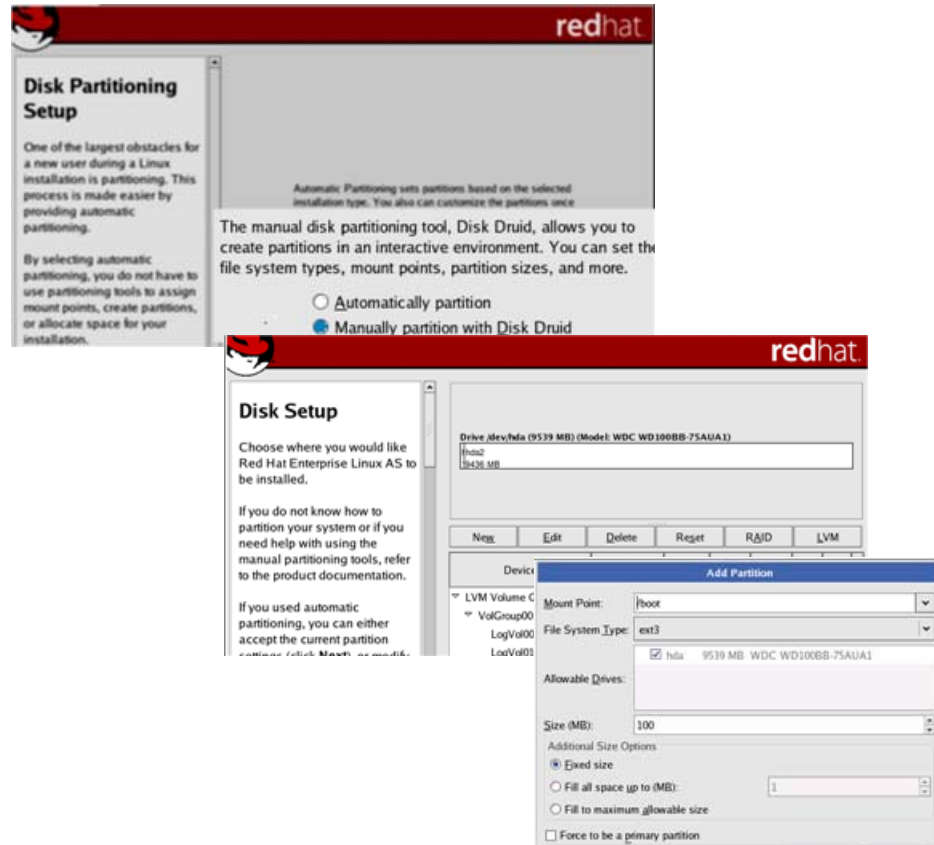 redhat
Disk Partitioning
Setup
One of the largest obstacles for
a new user during a Linux
installation is partitioning. This
process is made easier by
providing automatic
partitioning.
By selecting automatic
partitioning, you do not have to
use partitioning tools to assign
mount points, create partitions,
or allocate space for your
installation.
Automatic Partitioning sets partitions based on the selected
installation type. You also can customize the partitions once
The manual disk partitioning tool, Disk Druid, allows you to
create partitions in an interactive environment. You can set the
file system types, mount points, partition sizes, and more.
Automatically partition
Manually partition with Disk Druid
redhat.
Disk Setup
Choose where you would like
Red Hat Enterprise Linux AS to
be installed.
If you do not know how to
partition your system or if you
need help with using the
manual partitioning tools, refer
to the product documentation.
If you used automatic
partitioning, you can either
accept the current partition
settings (click Next), or modify
Drive /dev/hda (9539 MB) (Model: WDC WD100BB-75AUA1)
hda2
9436 MB
New Edit Delete Reset RAID LVM
Device
LVM Volume G
VolGroup00
LogVol00
LogVol01
Add Partition
Mount Point: /boot
File System Type: ext3
hda 9539 MB WDC WD100BB-75AUA1
Allowable Drives:
Size (MB): 100
Additional Size Options
Fixed size
Fill all space up to (MB): 1
Fill to maximum allowable size
Force to be a primary partition